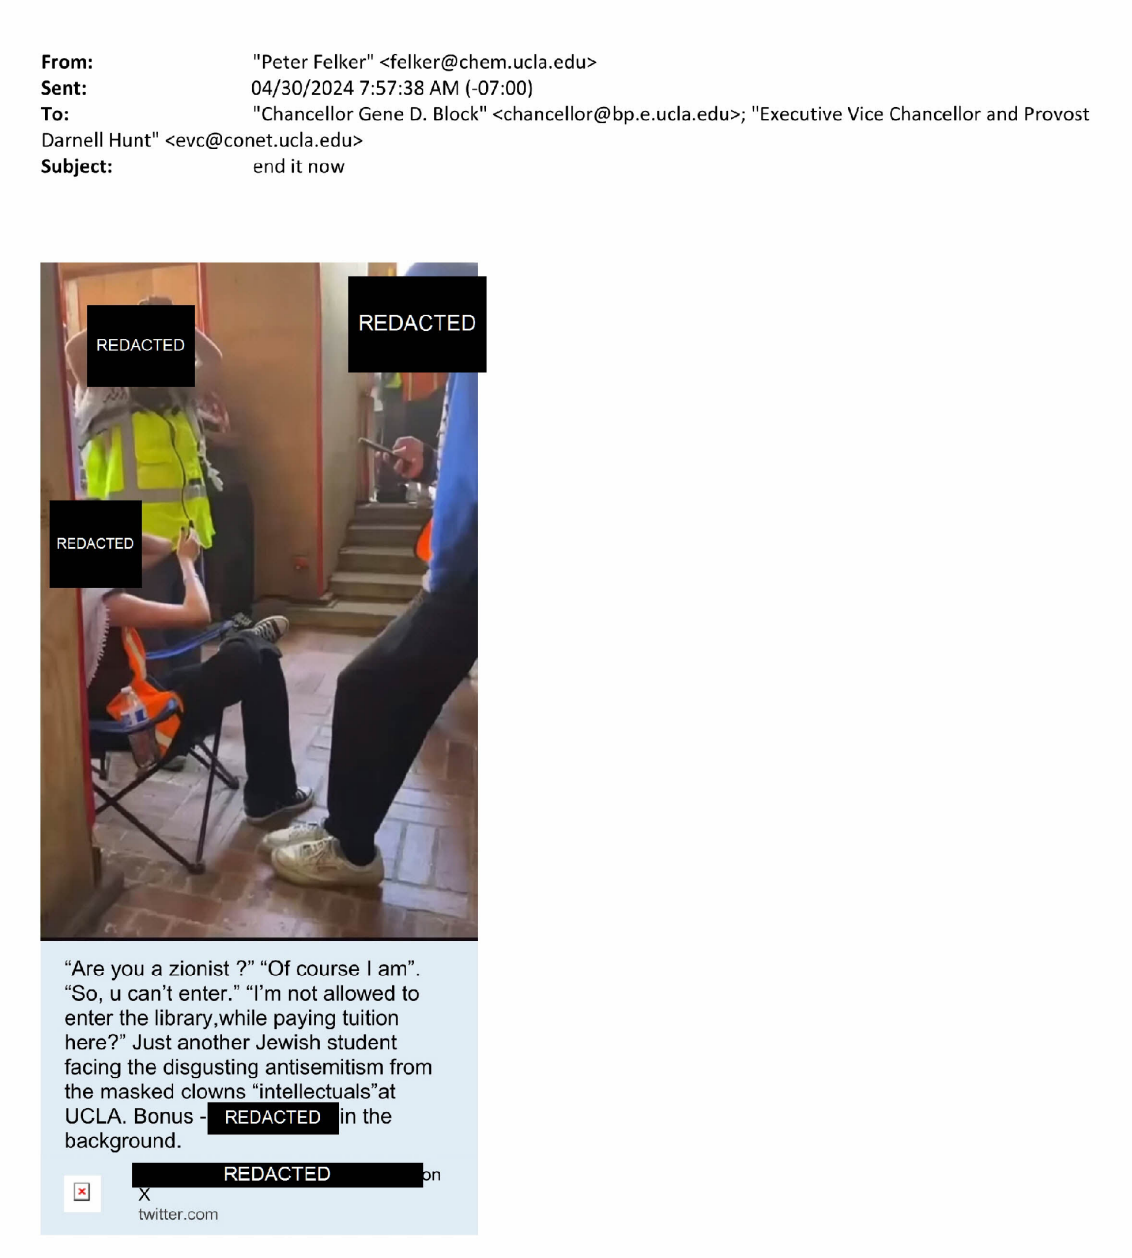 From: "Peter Felker" <felker@chem.ucla.edu>
Sent: 04/30/2024 7:57:38 AM (-07:00)
To: "Chancellor Gene D. Block" <chancellor@bp.e.ucla.edu>; "Executive Vice Chancellor and Provost
Darnell Hunt" <evc@conet.ucla.edu>
Subject: end it now
REDACTED
REDACTED
REDACTED
“Are you a zionist ?” “Of course I am”.
“So, u can’t enter.” “I’m not allowed to
enter the library,while paying tuition
here?” Just another Jewish student
facing the disgusting antisemitism from
the masked clowns “intellectuals”at
UCLA. Bonus - REDACTED in the
background.
REDACTED on
X
twitter.com